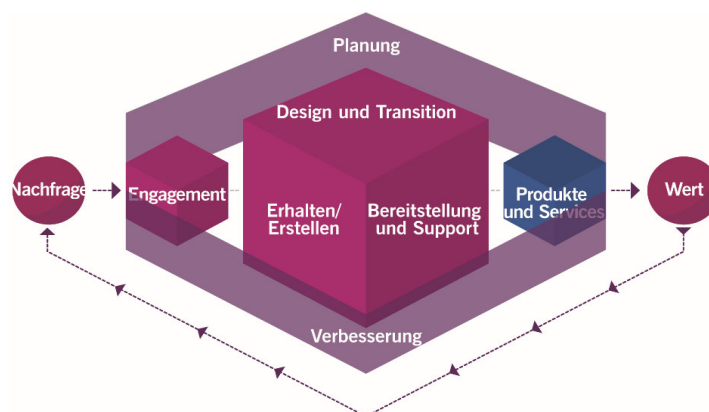 Planung
Design und Transition
Nachfrage
Engagement
Erhalten/
Erstellen
Bereitstellung
und Support
Produkte
und Services
Wert
Verbesserung